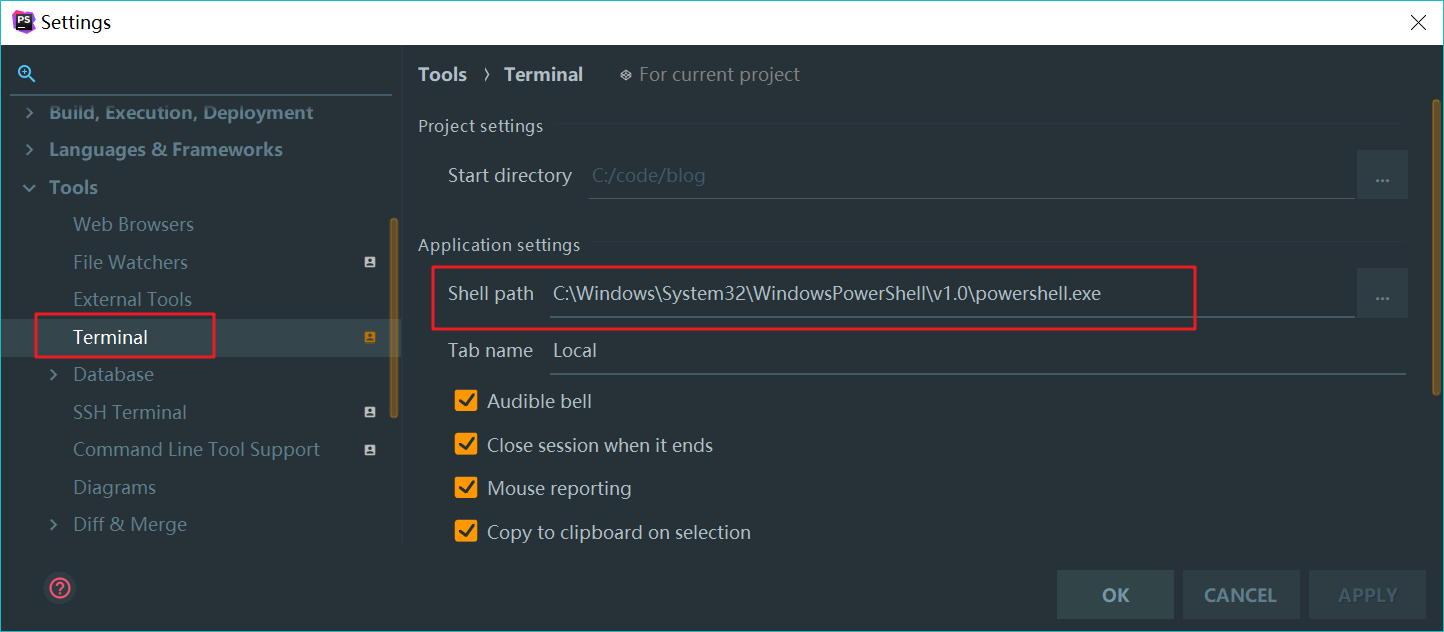 PS Settings
Build, Execution, Deployment
Languages & Frameworks
Tools
Web Browsers
File Watchers
External Tools
Terminal
Database
SSH Terminal
Command Line Tool Support
Diagrams
Diff & Merge
Tools › Terminal For current project
Project settings
Start directory C:/code/blog ...
Application settings
Shell path C:\Windows\System32\WindowsPowerShell\v1.0\powershell.exe ...
Tab name Local
Audible bell
Close session when it ends
Mouse reporting
Copy to clipboard on selection
? OK CANCEL APPLY